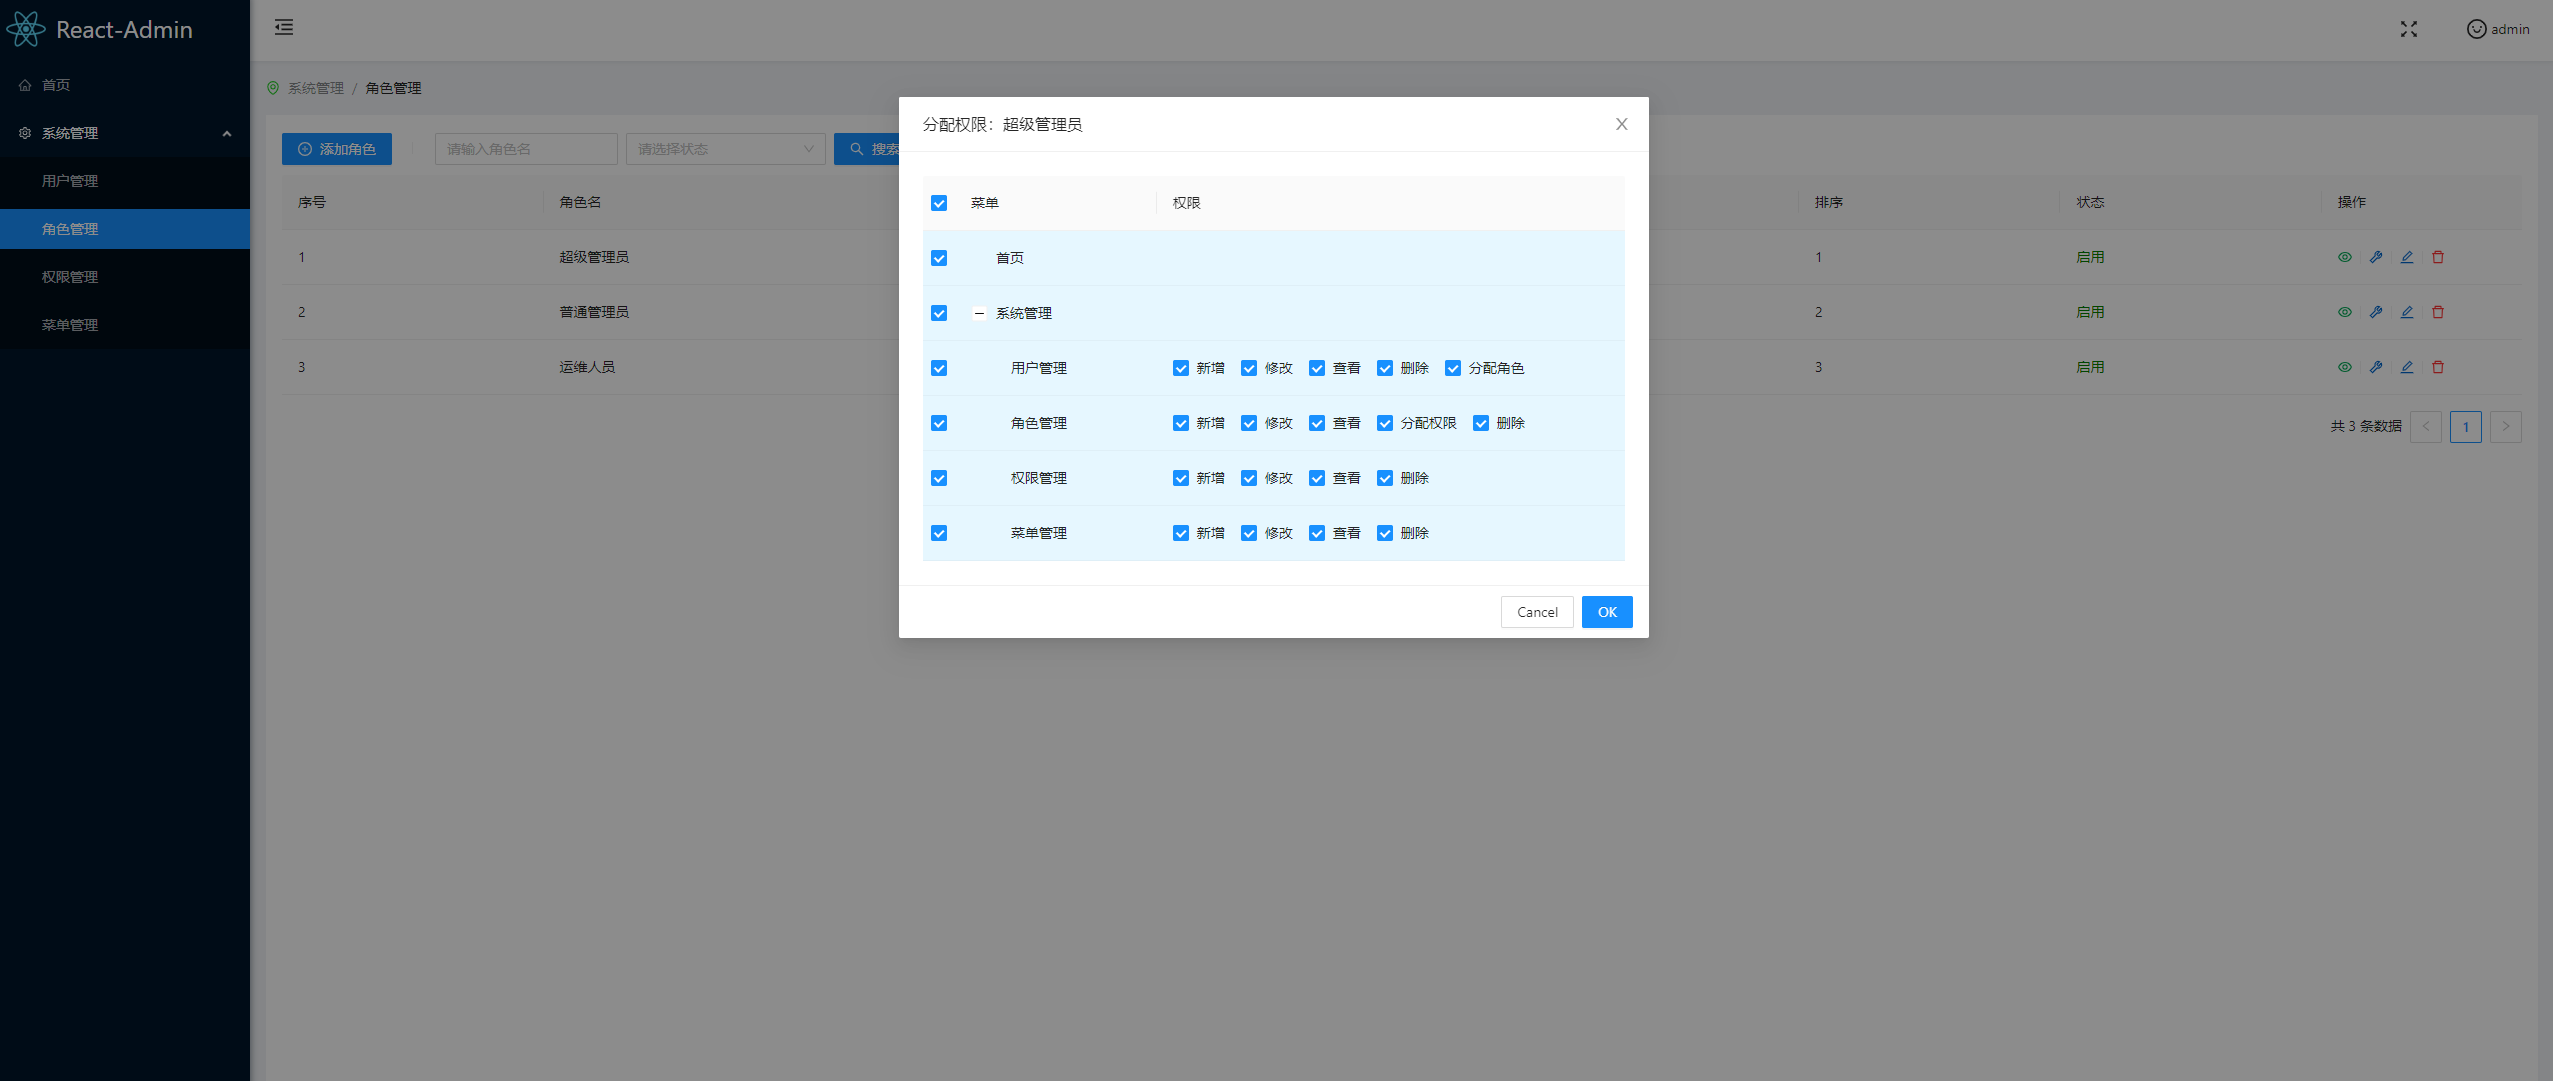 React-Admin
admin
首页
系统管理
用户管理
角色管理
权限管理
菜单管理
系统管理 / 角色管理
添加角色 请输入角色名 请选择状态 搜索
序号 角色名 排序 状态 操作
1 超级管理员 1 启用
2 普通管理员 2 启用
3 运维人员 3 启用
共 3 条数据 < 1 >
分配权限：超级管理员
菜单 权限
首页
系统管理
用户管理 新增 修改 查看 删除 分配角色
角色管理 新增 修改 查看 分配权限 删除
权限管理 新增 修改 查看 删除
菜单管理 新增 修改 查看 删除
Cancel OK